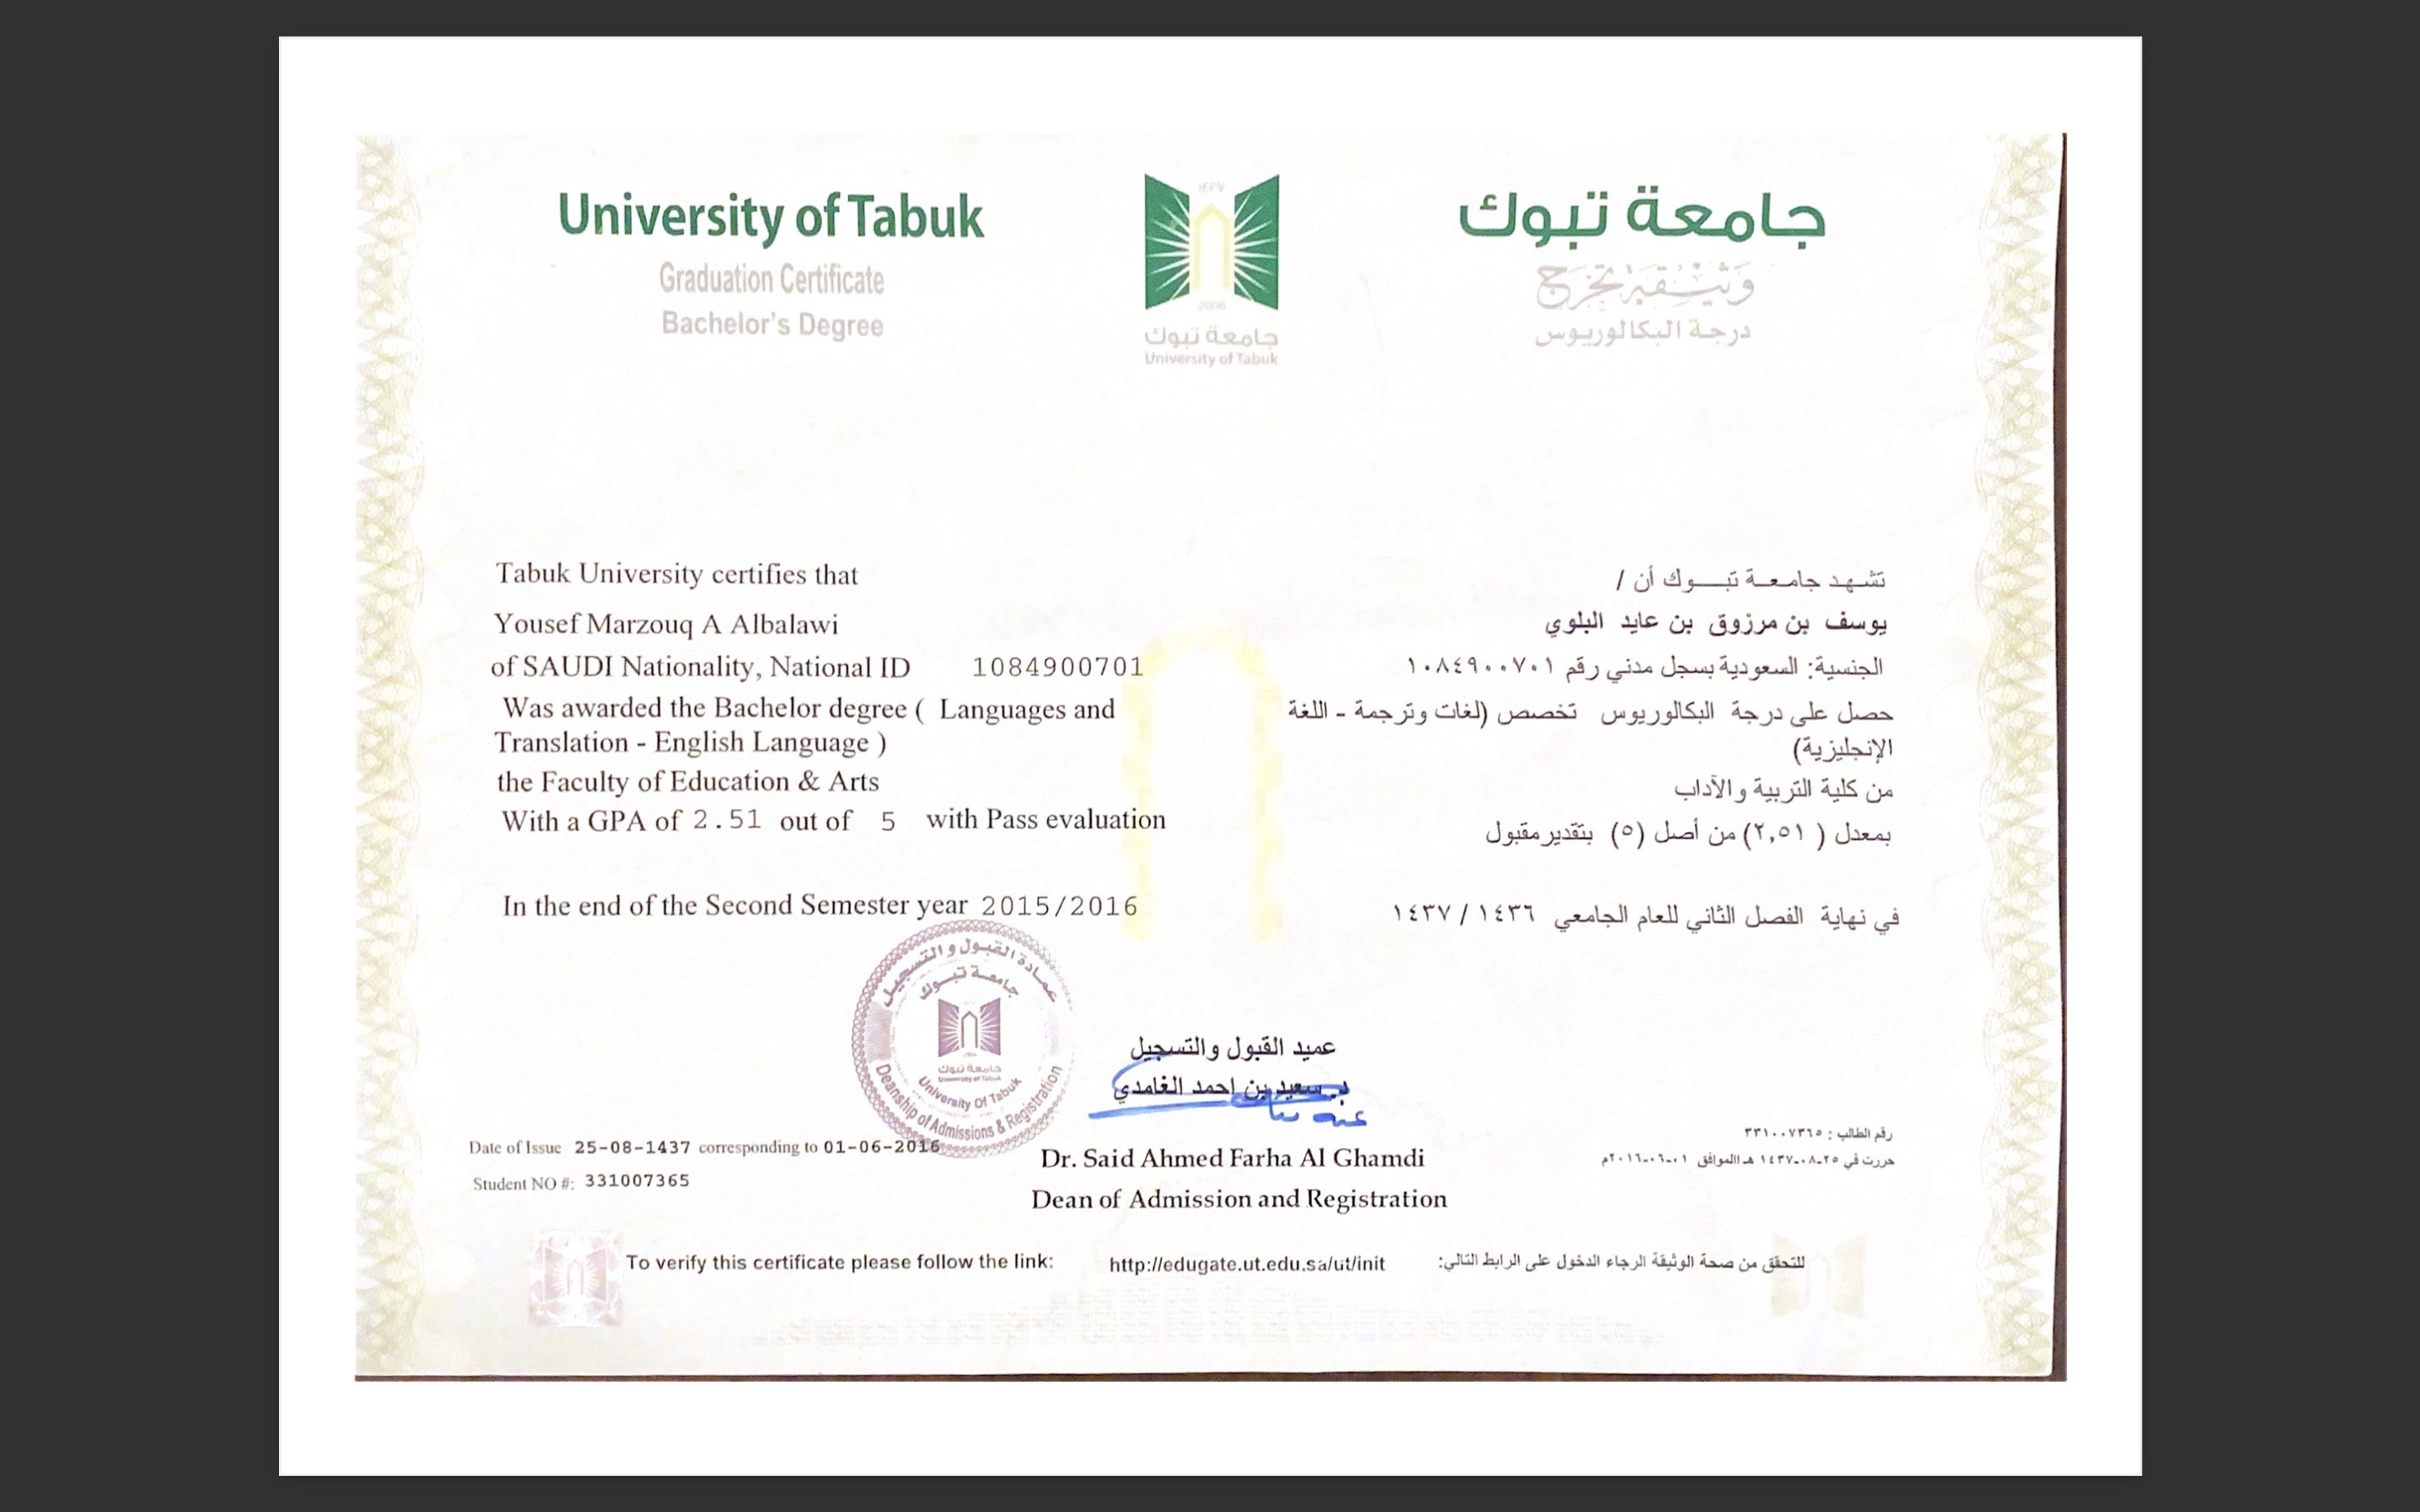 University of Tabuk
Graduation Certificate
Bachelor's Degree
١٤٢٧
2006
جامعة تبوك
University of Tabuk
جامعة تبوك
وثيقة تخرج
درجة البكالوريوس
Tabuk University certifies that
Yousef Marzouq A Albalawi
of SAUDI Nationality, National ID 1084900701
Was awarded the Bachelor degree ( Languages and
Translation - English Language )
the Faculty of Education & Arts
With a GPA of 2.51 out of 5 with Pass evaluation
In the end of the Second Semester year 2015/2016
تشهد جامعة تبوك أن /
يوسف بن مرزوق بن عايد البلوي
الجنسية: السعودية بسجل مدني رقم ١٠٨٤٩٠٠٧٠١
حصل على درجة البكالوريوس تخصص (لغات وترجمة - اللغة
الإنجليزية)
من كلية التربية والآداب
بمعدل ( ٢,٥١) من أصل (٥) بتقدير مقبول
في نهاية الفصل الثاني للعام الجامعي ١٤٣٦ / ١٤٣٧
عمادة القبول و التسجيل
جامعة تبوك
جامعة تبوك
University of Tabuk
University Of Tabuk
Deanship of Admissions & Registration
عميد القبول والتسجيل
د. سعيد بن احمد الغامدي
Dr. Said Ahmed Farha Al Ghamdi
Dean of Admission and Registration
Date of Issue 25-08-1437 corresponding to 01-06-2016
Student NO #: 331007365
رقم الطالب : ٣٣١٠٠٧٣٦٥
حررت في ٢٥-٠٨-١٤٣٧ هـ الموافق ٠١-٠٦-٢٠١٦م
To verify this certificate please follow the link: http://edugate.ut.edu.sa/ut/init للتحقق من صحة الوثيقة الرجاء الدخول على الرابط التالي: